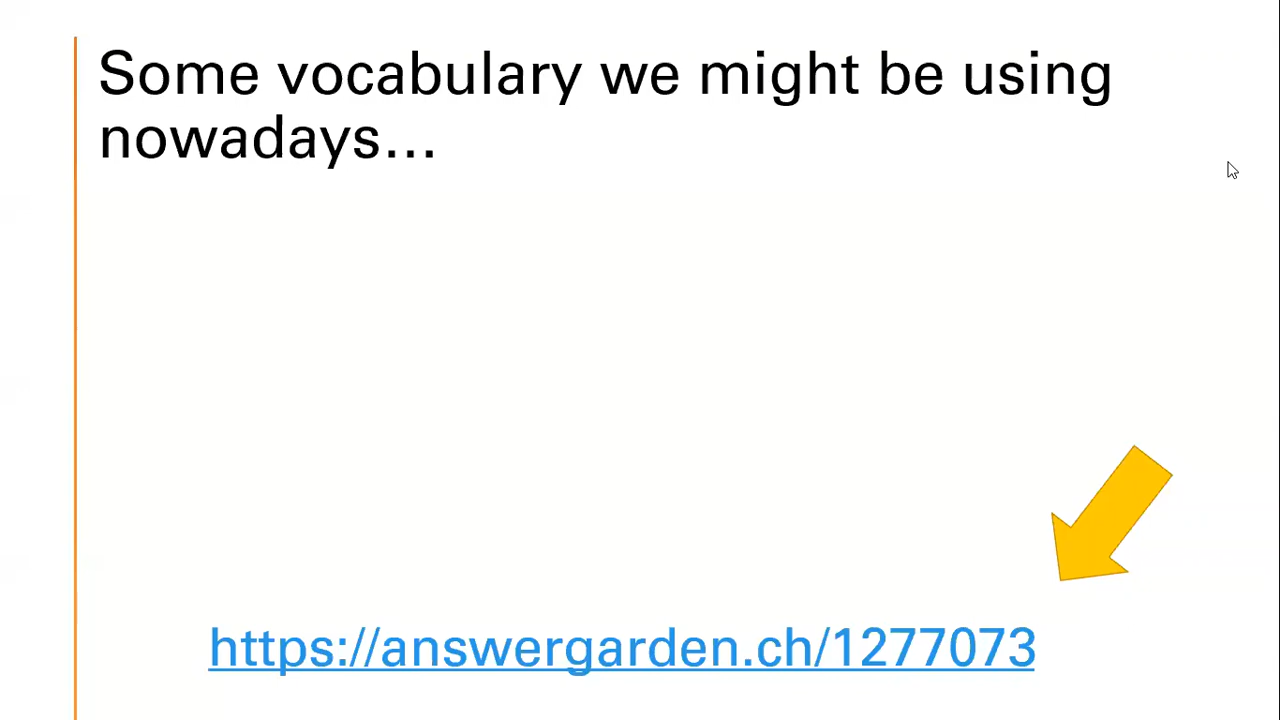 Some vocabulary we might be using
nowadays…
https://answergarden.ch/1277073